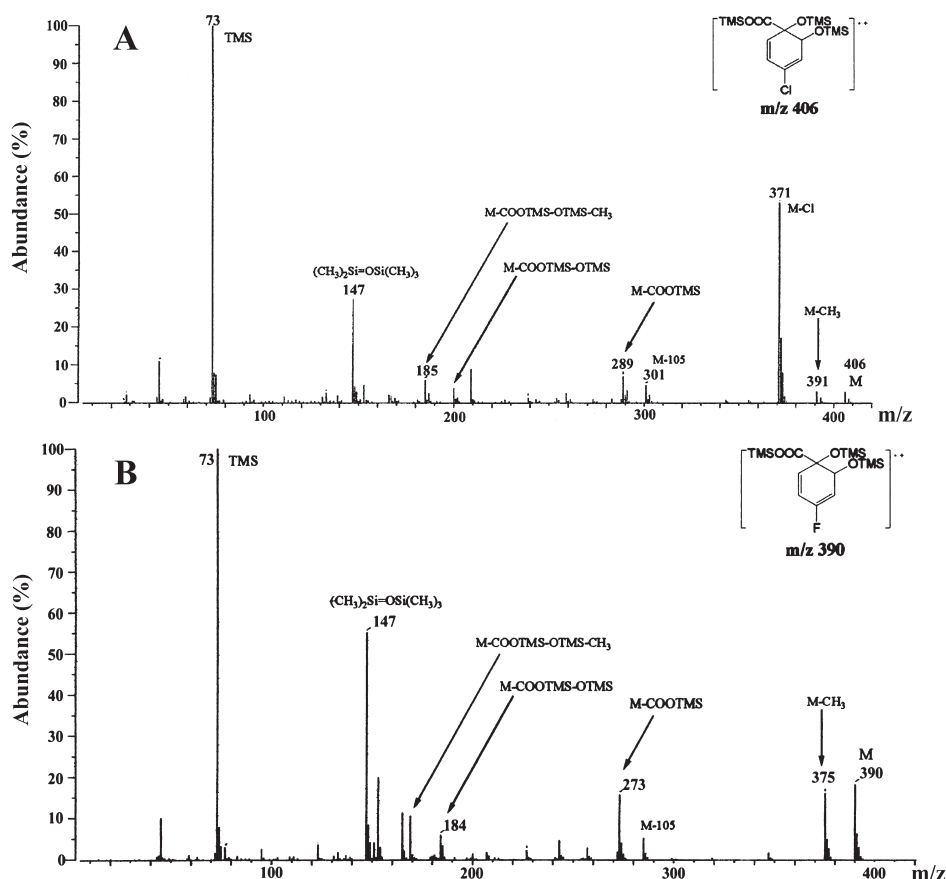 A
Abundance (%)
100
90
80
70
60
50
40
30
20
10
0
100
200
300
400
m/z
73
TMS
(CH₃)₂Si=OSi(CH₃)₃
147
M-COOTMS-OTMS-CH₃
185
M-COOTMS-OTMS
M-COOTMS
289
M-105
301
371
M-Cl
M-CH₃
391
406
M
TMSOOC
OTMS
OTMS
Cl
m/z 406
B
Abundance (%)
100
90
80
70
60
50
40
30
20
10
0
100
200
300
400
m/z
73
TMS
(CH₃)₂Si=OSi(CH₃)₃
147
M-COOTMS-OTMS-CH₃
M-COOTMS-OTMS
184
M-COOTMS
273
M-105
M-CH₃
375
M
390
TMSOOC
OTMS
OTMS
F
m/z 390